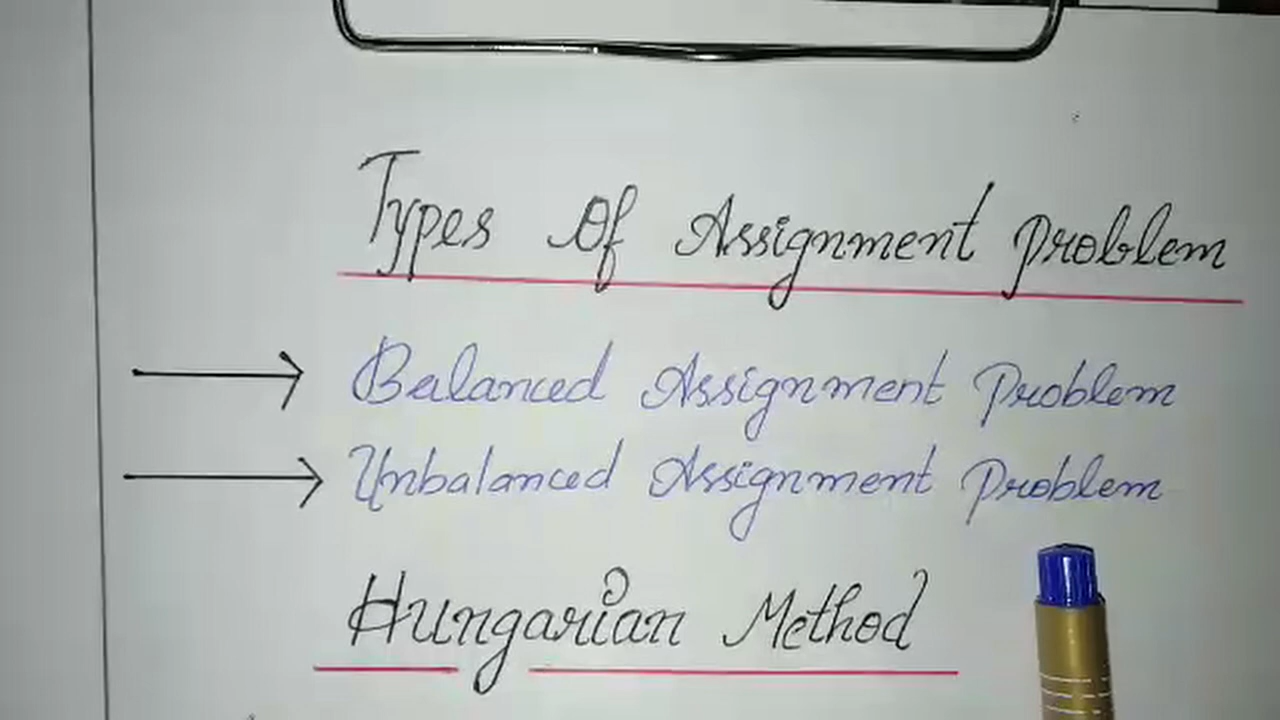 Types Of Assignment Problem
Balanced Assignment Problem
Unbalanced Assignment Problem
Hungarian Method